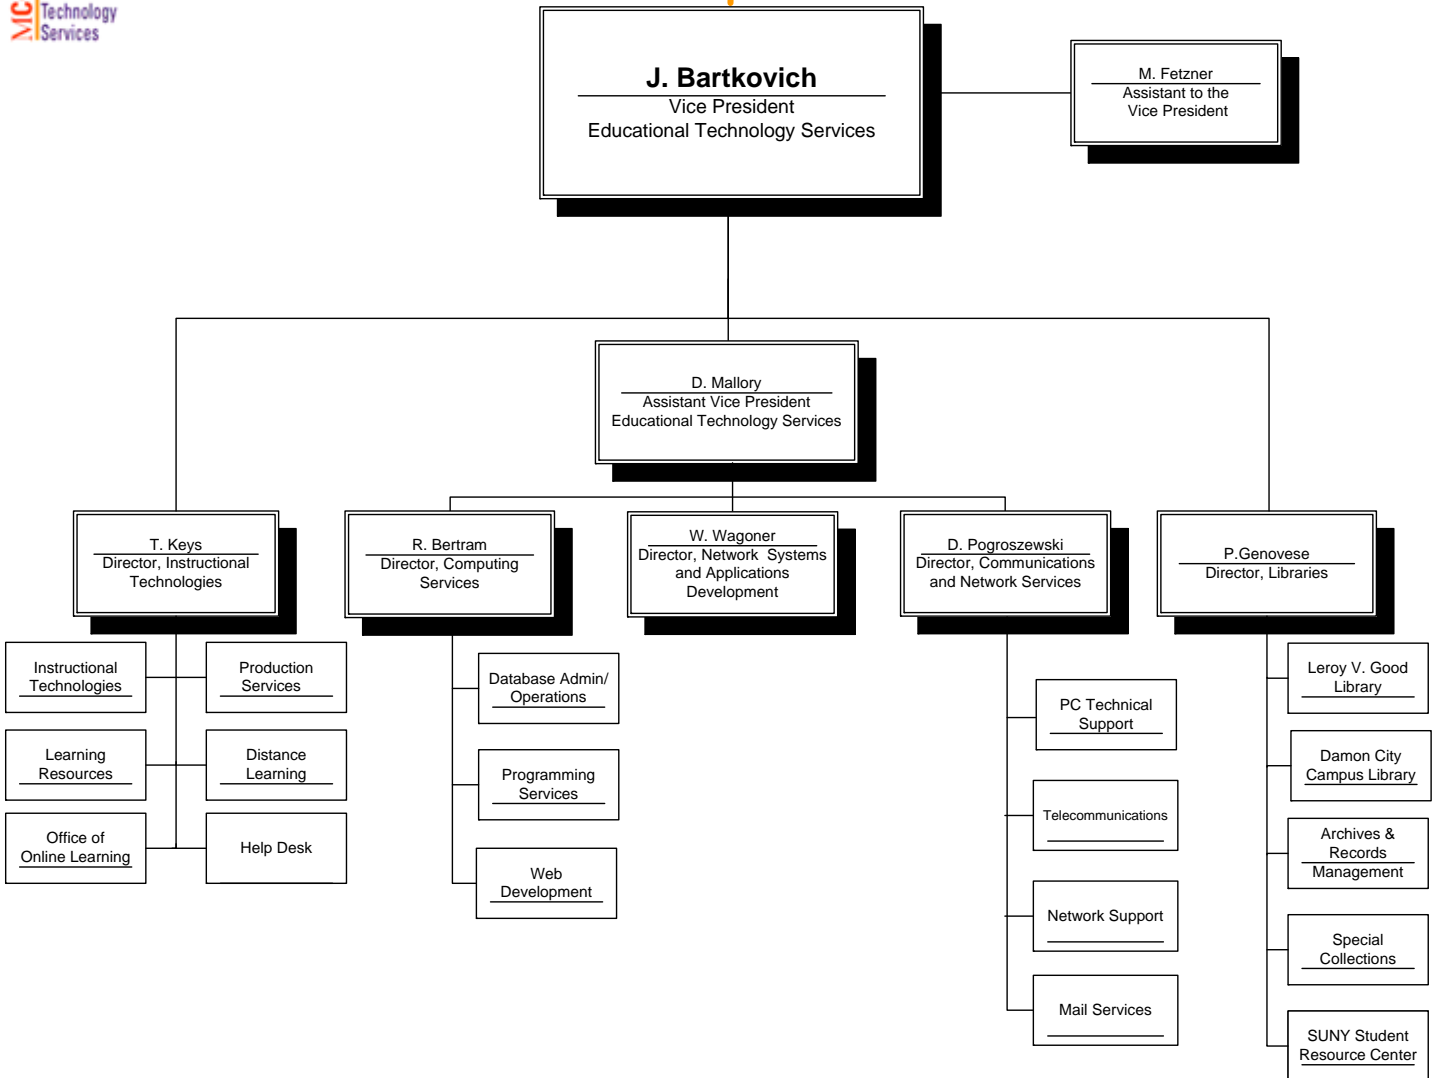 MC
Technology
Services
J. Bartkovich
Vice President
Educational Technology Services
M. Fetzner
Assistant to the
Vice President
D. Mallory
Assistant Vice President
Educational Technology Services
T. Keys
Director, Instructional
Technologies
R. Bertram
Director, Computing
Services
W. Wagoner
Director, Network Systems
and Applications
Development
D. Pogroszewski
Director, Communications
and Network Services
P.Genovese
Director, Libraries
Instructional
Technologies
Production
Services
Learning
Resources
Distance
Learning
Office of
Online Learning
Help Desk
Database Admin/
Operations
Programming
Services
Web
Development
PC Technical
Support
Telecommunications
Network Support
Mail Services
Leroy V. Good
Library
Damon City
Campus Library
Archives &
Records
Management
Special
Collections
SUNY Student
Resource Center